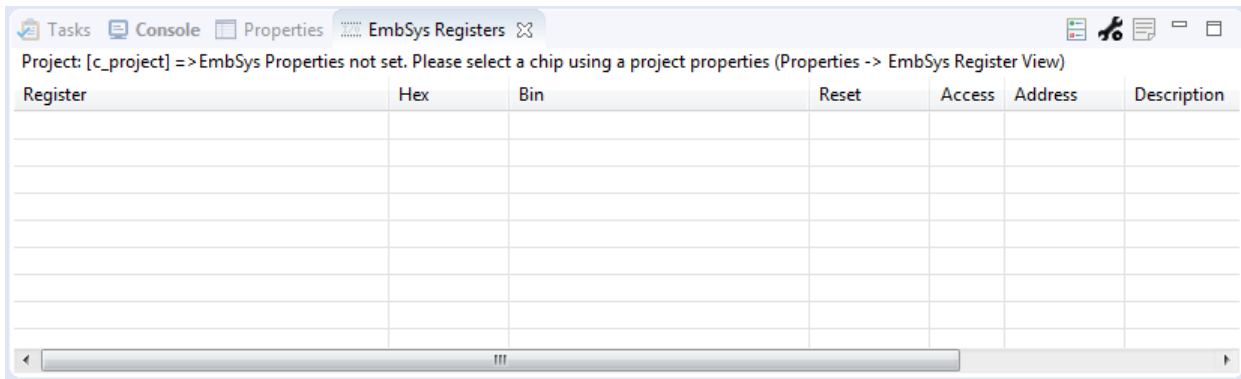 Tasks Console Properties EmbSys Registers
Project: [c_project] =>EmbSys Properties not set. Please select a chip using a project properties (Properties -> EmbSys Register View)
Register Hex Bin Reset Access Address Description